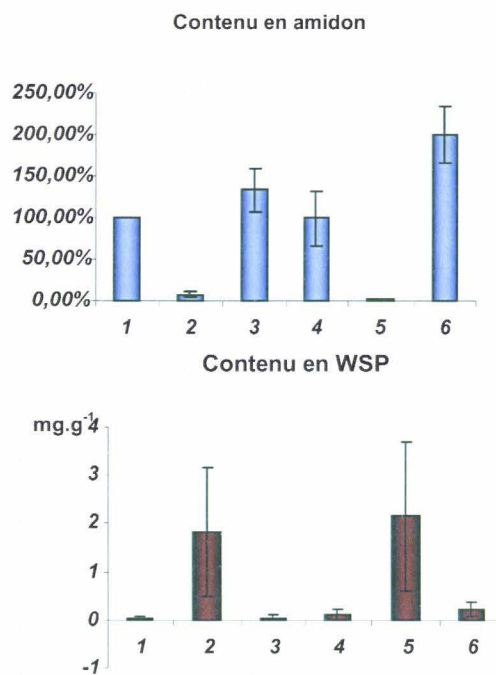 Contenu en amidon
250,00%
200,00%
150,00%
100,00%
50,00%
0,00%
1 2 3 4 5 6
Contenu en WSP
mg.g-1
4
3
2
1
0
-1
1 2 3 4 5 6